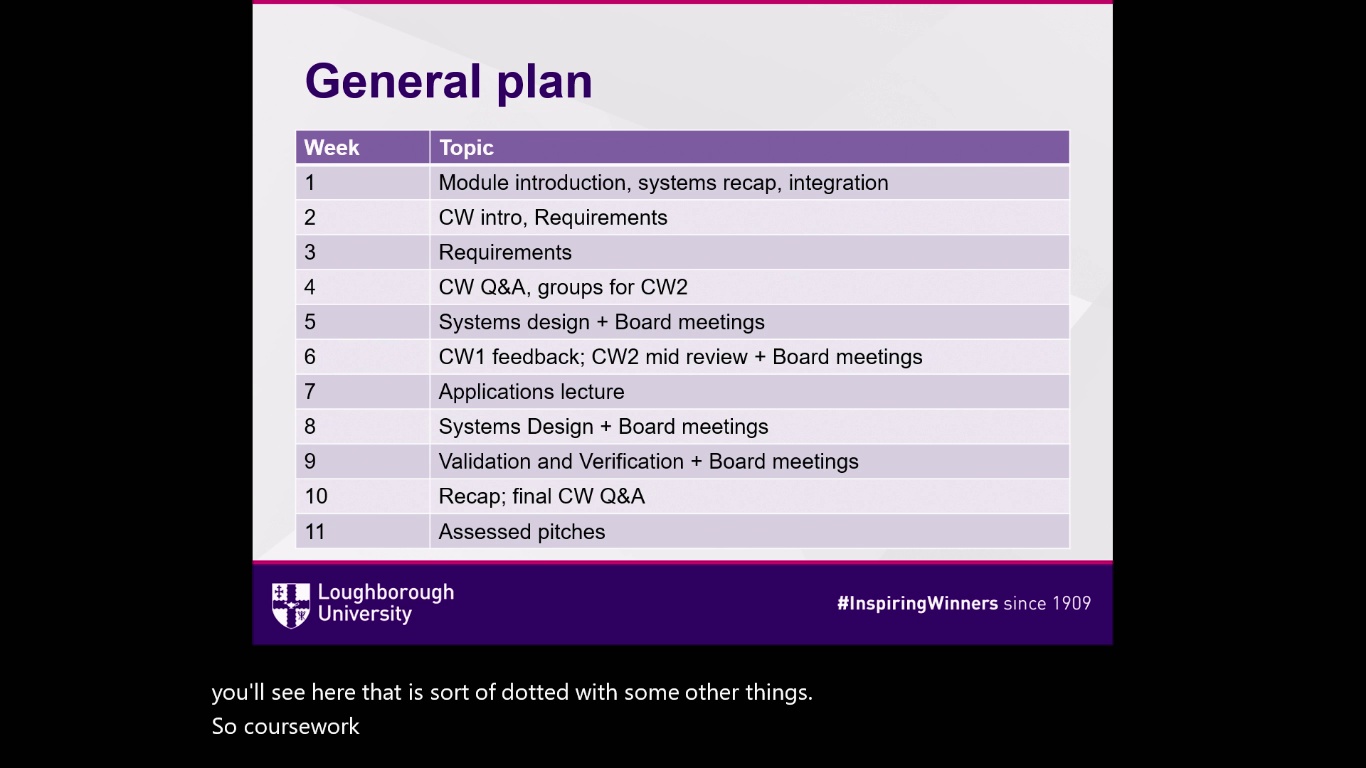 General plan
Week Topic
1 Module introduction, systems recap, integration
2 CW intro, Requirements
3 Requirements
4 CW Q&A, groups for CW2
5 Systems design + Board meetings
6 CW1 feedback; CW2 mid review + Board meetings
7 Applications lecture
8 Systems Design + Board meetings
9 Validation and Verification + Board meetings
10 Recap; final CW Q&A
11 Assessed pitches
Loughborough
University
#InspiringWinners since 1909
you'll see here that is sort of dotted with some other things.
So coursework